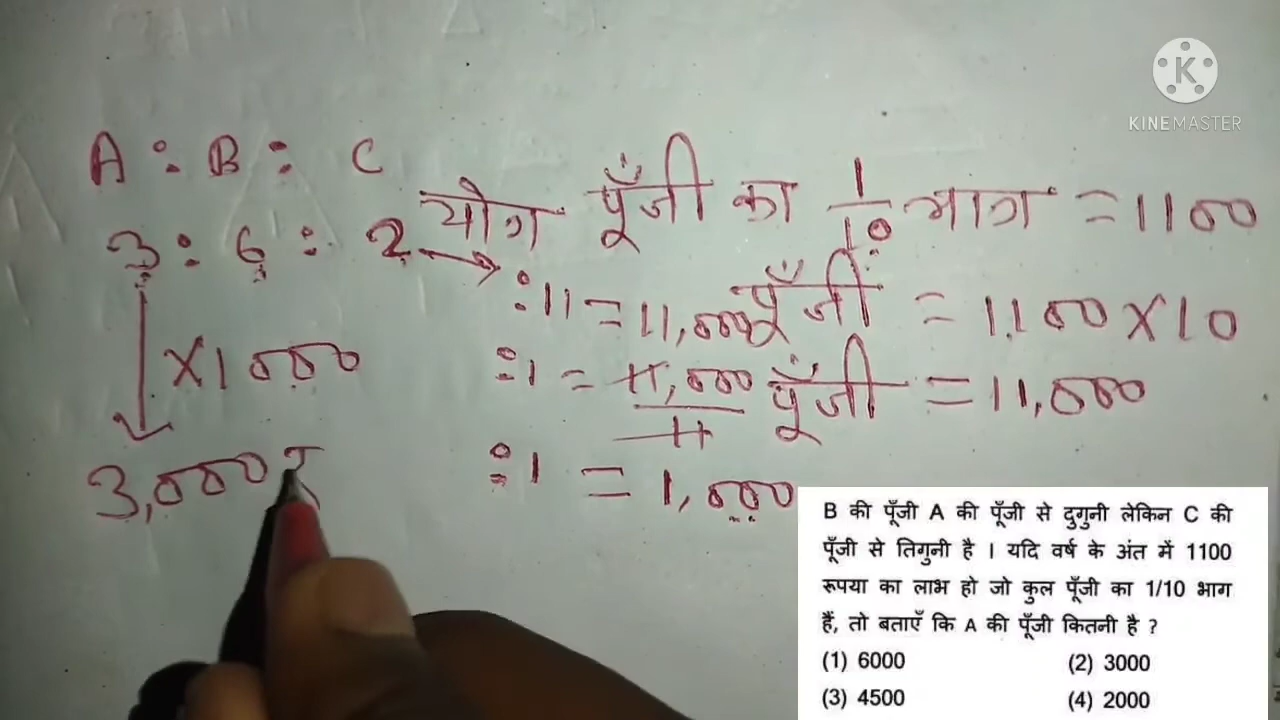 KINEMASTER
A : B : C
योग पूँजी का 1/10 भाग = 1100
3 : 6 : 2
: 11 = 11,000
पूँजी = 1100 X 10
X 1000
: 1 = 11,000/11
पूँजी = 11,000
3,000 रु
: 1 = 1,000
B की पूँजी A की पूँजी से दुगुनी लेकिन C की
पूँजी से तिगुनी है । यदि वर्ष के अंत में 1100
रूपया का लाभ हो जो कुल पूँजी का 1/10 भाग
हैं, तो बताएँ कि A की पूँजी कितनी है ?
(1) 6000 (2) 3000
(3) 4500 (4) 2000